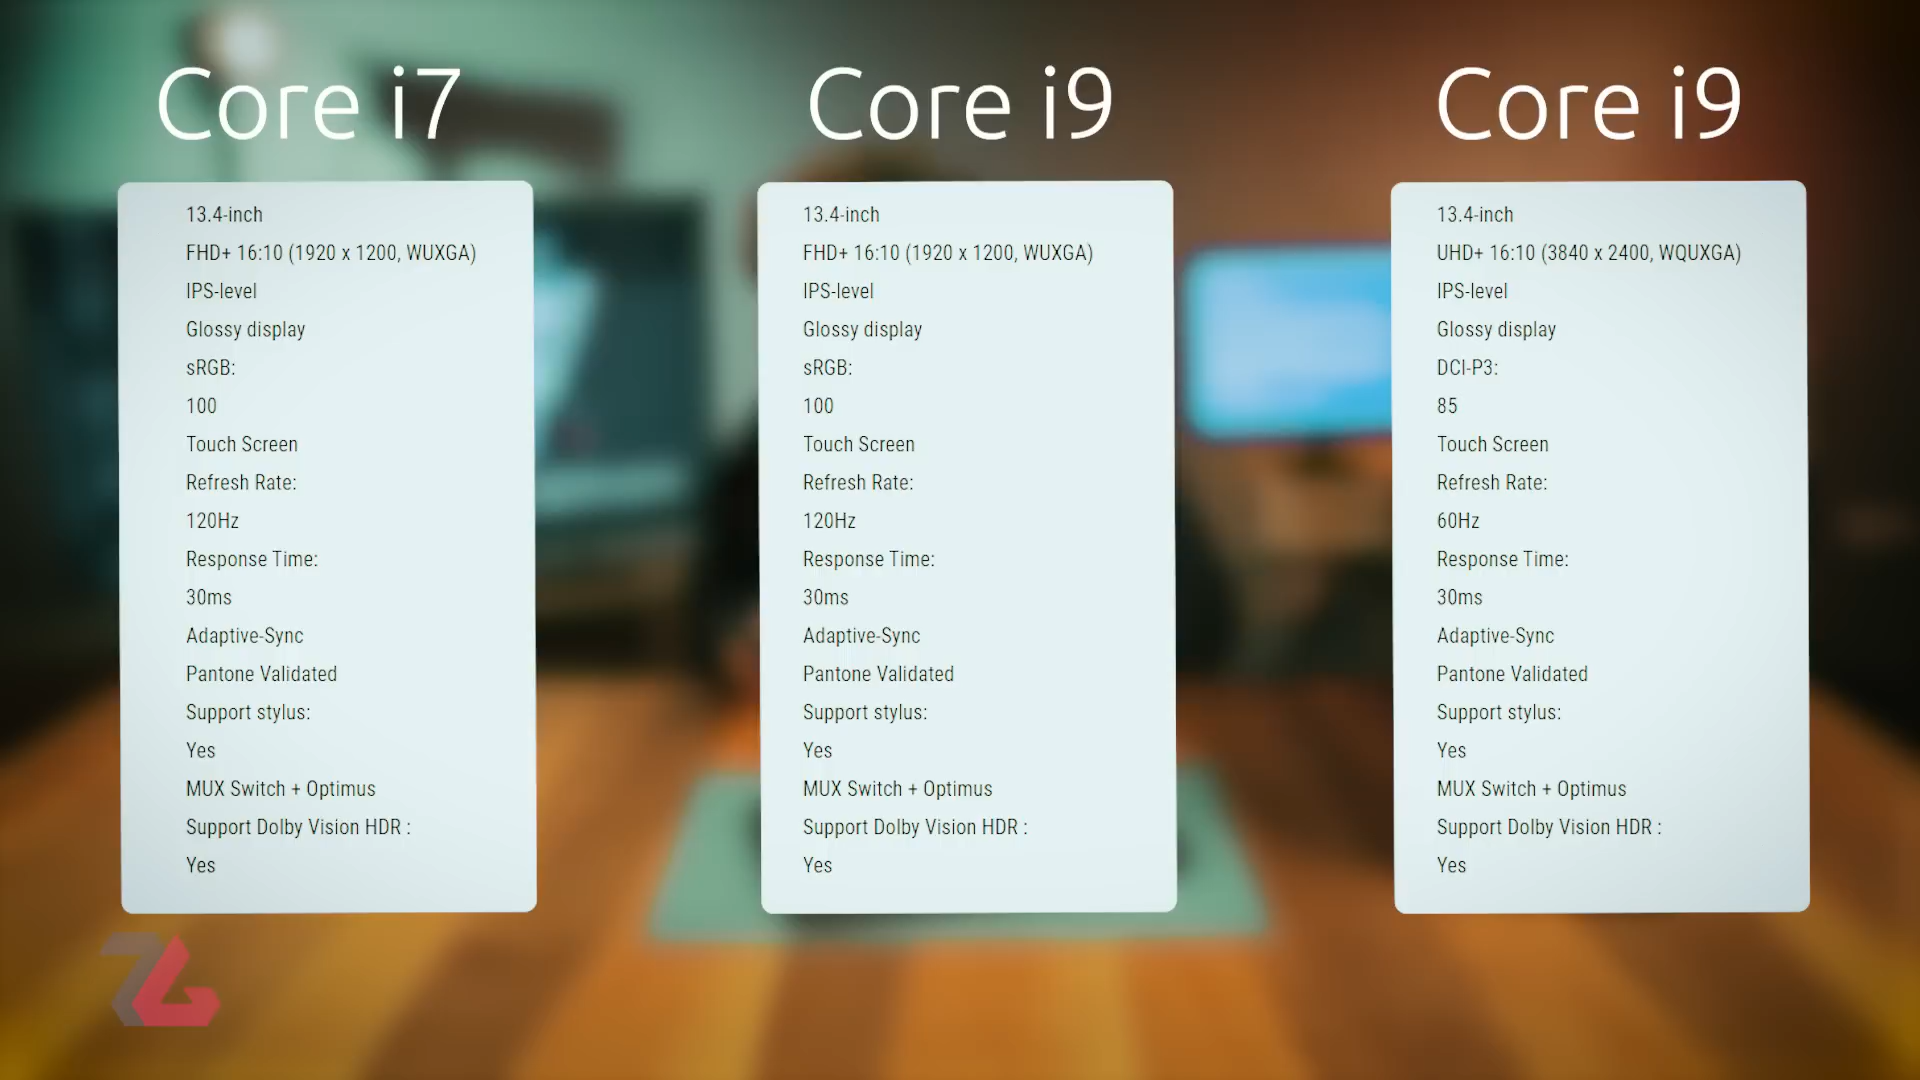 Core i7
13.4-inch
FHD+ 16:10 (1920 x 1200, WUXGA)
IPS-level
Glossy display
sRGB:
100
Touch Screen
Refresh Rate:
120Hz
Response Time:
30ms
Adaptive-Sync
Pantone Validated
Support stylus:
Yes
MUX Switch + Optimus
Support Dolby Vision HDR :
Yes
Core i9
13.4-inch
FHD+ 16:10 (1920 x 1200, WUXGA)
IPS-level
Glossy display
sRGB:
100
Touch Screen
Refresh Rate:
120Hz
Response Time:
30ms
Adaptive-Sync
Pantone Validated
Support stylus:
Yes
MUX Switch + Optimus
Support Dolby Vision HDR :
Yes
Core i9
13.4-inch
UHD+ 16:10 (3840 x 2400, WQUXGA)
IPS-level
Glossy display
DCI-P3:
85
Touch Screen
Refresh Rate:
60Hz
Response Time:
30ms
Adaptive-Sync
Pantone Validated
Support stylus:
Yes
MUX Switch + Optimus
Support Dolby Vision HDR :
Yes